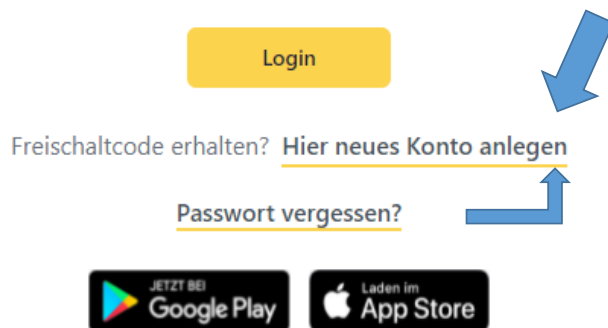 Login
Freischaltcode erhalten? Hier neues Konto anlegen
Passwort vergessen?
JETZT BEI
Google Play
Laden im
App Store